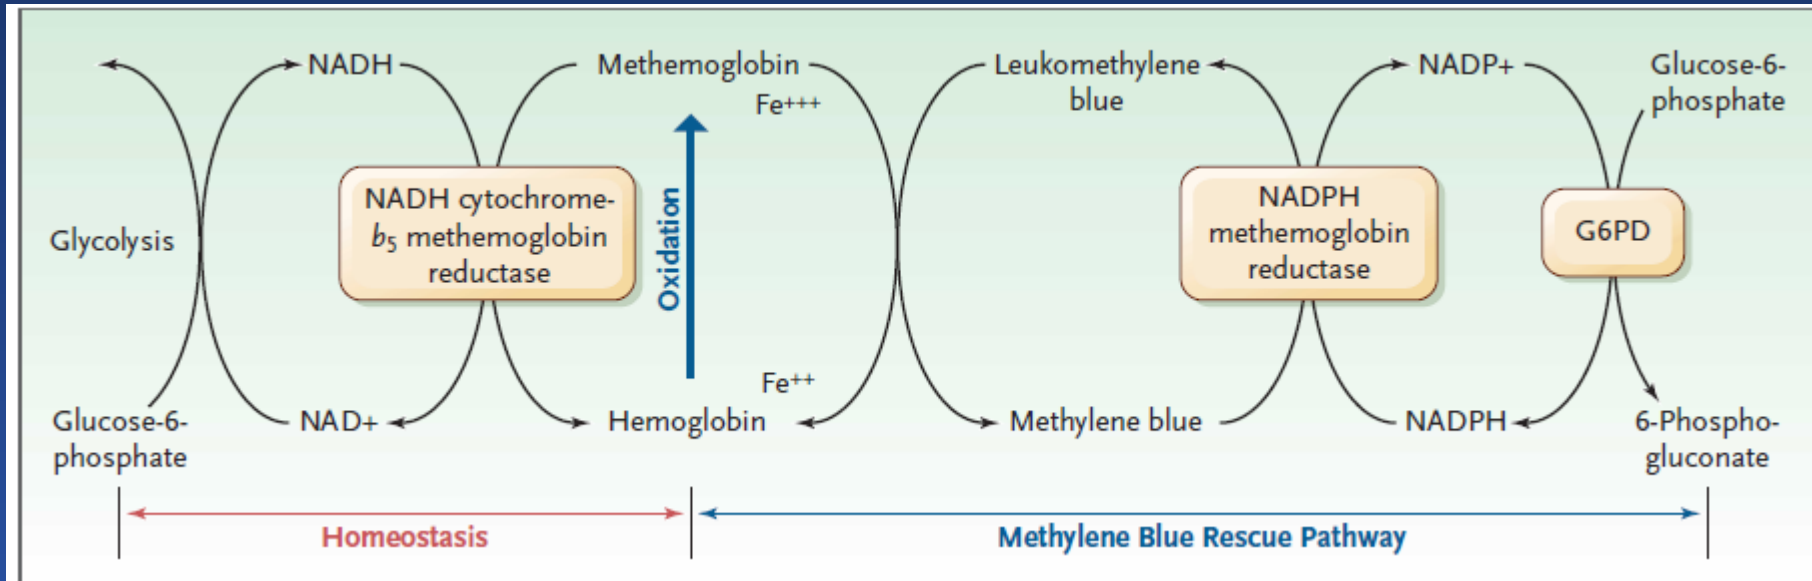 NADH
Methemoglobin
Fe+++
Leukomethylene
blue
NADP+
Glucose-6-
phosphate
Glycolysis
NADH cytochrome-
b5 methemoglobin
reductase
Oxidation
NADPH
methemoglobin
reductase
G6PD
Fe++
Glucose-6-
phosphate
NAD+
Hemoglobin
Methylene blue
NADPH
6-Phospho-
gluconate
Homeostasis
Methylene Blue Rescue Pathway